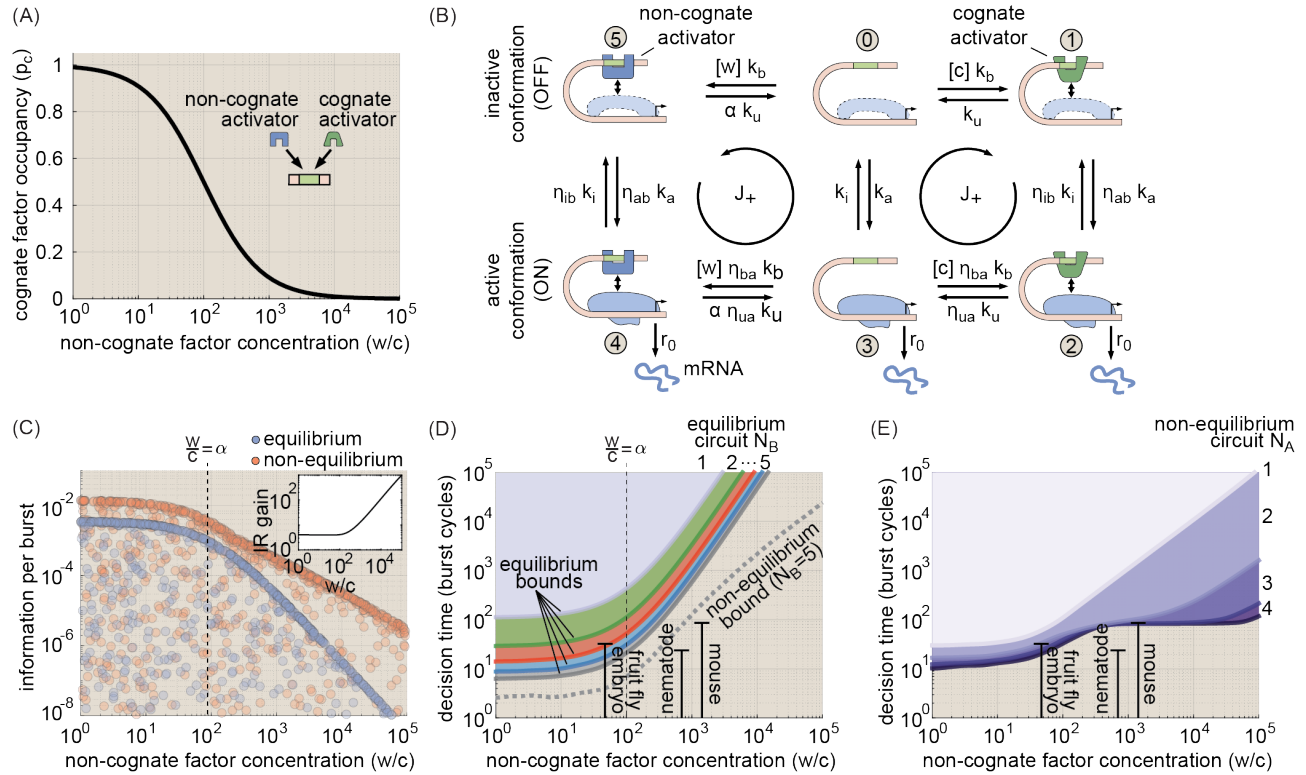 (A)
1
0.8
0.6
0.4
0.2
0
cognate factor occupancy (p_c)
non-cognate activator
cognate activator
10^0 10^1 10^2 10^3 10^4 10^5
non-cognate factor concentration (w/c)
(B)
inactive conformation (OFF)
active conformation (ON)
non-cognate activator
cognate activator
5
0
1
[w] k_b
α k_u
[c] k_b
k_u
η_ib k_i
η_ab k_a
J_+
k_i
k_a
J_+
η_ib k_i
η_ab k_a
[w] η_ba k_b
α η_ua k_u
[c] η_ba k_b
η_ua k_u
4
3
2
r_0
r_0
r_0
mRNA
(C)
w/c = α
equilibrium
non-equilibrium
information per burst
10^-2
10^-4
10^-6
10^-8
IR gain
10^2
10^0
10^0 10^2 10^4
w/c
10^0 10^1 10^2 10^3 10^4 10^5
non-cognate factor concentration (w/c)
(D)
w/c = α
equilibrium
circuit N_B
1 2 ... 5
decision time (burst cycles)
10^5
10^4
10^3
10^2
10^1
10^0
equilibrium
bounds
non-equilibrium
bound (N_B=5)
fruit fly
embryo
nematode
mouse
10^0 10^1 10^2 10^3 10^4 10^5
non-cognate factor concentration (w/c)
(E)
non-equilibrium
circuit N_A
1
2
3
4
decision time (burst cycles)
10^5
10^4
10^3
10^2
10^1
10^0
fruit fly
embryo
nematode
mouse
10^0 10^1 10^2 10^3 10^4 10^5
non-cognate factor concentration (w/c)